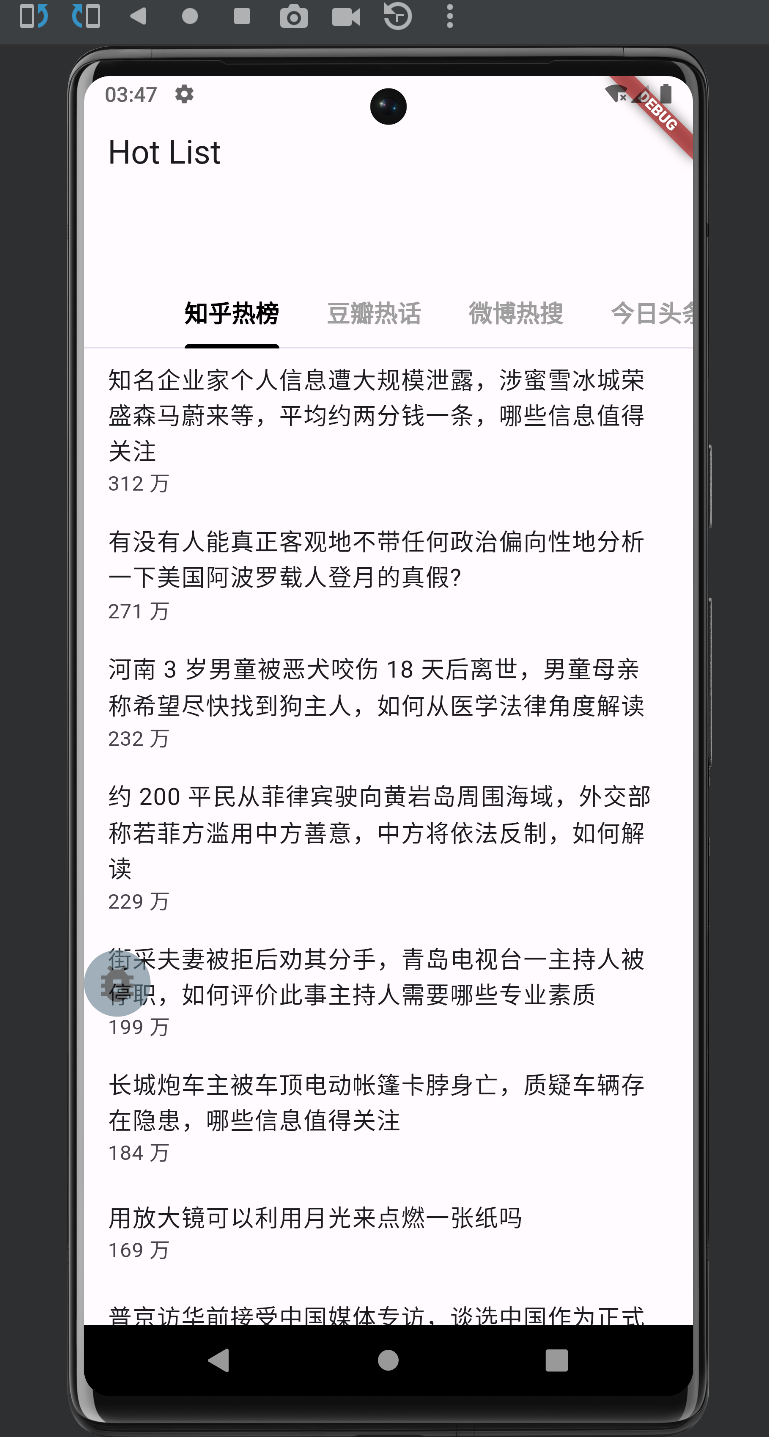 03:47
DEBUG
Hot List
知乎热榜 豆瓣热话 微博热搜 今日头条
知名企业家个人信息遭大规模泄露，涉蜜雪冰城荣
盛森马蔚来等，平均约两分钱一条，哪些信息值得
关注
312 万
有没有人能真正客观地不带任何政治偏向性地分析
一下美国阿波罗载人登月的真假?
271 万
河南 3 岁男童被恶犬咬伤 18 天后离世，男童母亲
称希望尽快找到狗主人，如何从医学法律角度解读
232 万
约 200 平民从菲律宾驶向黄岩岛周围海域，外交部
称若菲方滥用中方善意，中方将依法反制，如何解
读
229 万
街采夫妻被拒后劝其分手，青岛电视台一主持人被
停职，如何评价此事主持人需要哪些专业素质
199 万
长城炮车主被车顶电动帐篷卡脖身亡，质疑车辆存
在隐患，哪些信息值得关注
184 万
用放大镜可以利用月光来点燃一张纸吗
169 万
普京访华前接受中国媒体专访，谈选中国作为正式